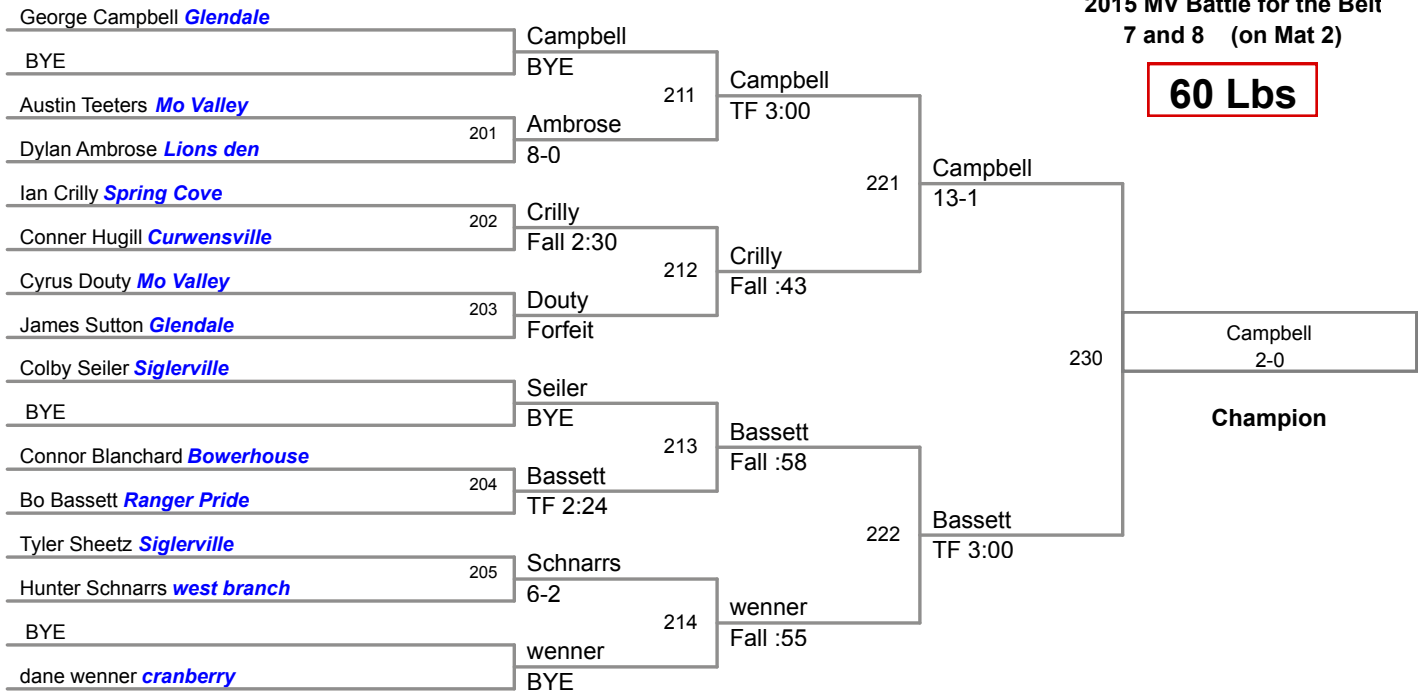 2015 MV Battle for the Belt
7 and 8 (on Mat 2)
60 Lbs
George Campbell Glendale
BYE
Austin Teeters Mo Valley
Dylan Ambrose Lions den
Ian Crilly Spring Cove
Conner Hugill Curwensville
Cyrus Douty Mo Valley
James Sutton Glendale
Colby Seiler Siglerville
BYE
Connor Blanchard Bowerhouse
Bo Bassett Ranger Pride
Tyler Sheetz Siglerville
Hunter Schnarrs west branch
BYE
dane wenner cranberry
201
202
203
204
205
Campbell
BYE
Ambrose
8-0
Crilly
Fall 2:30
Douty
Forfeit
Seiler
BYE
Bassett
TF 2:24
Schnarrs
6-2
wenner
BYE
211
212
213
214
Campbell
TF 3:00
Crilly
Fall :43
Bassett
Fall :58
wenner
Fall :55
221
222
Campbell
13-1
Bassett
TF 3:00
230
Campbell
2-0
Champion